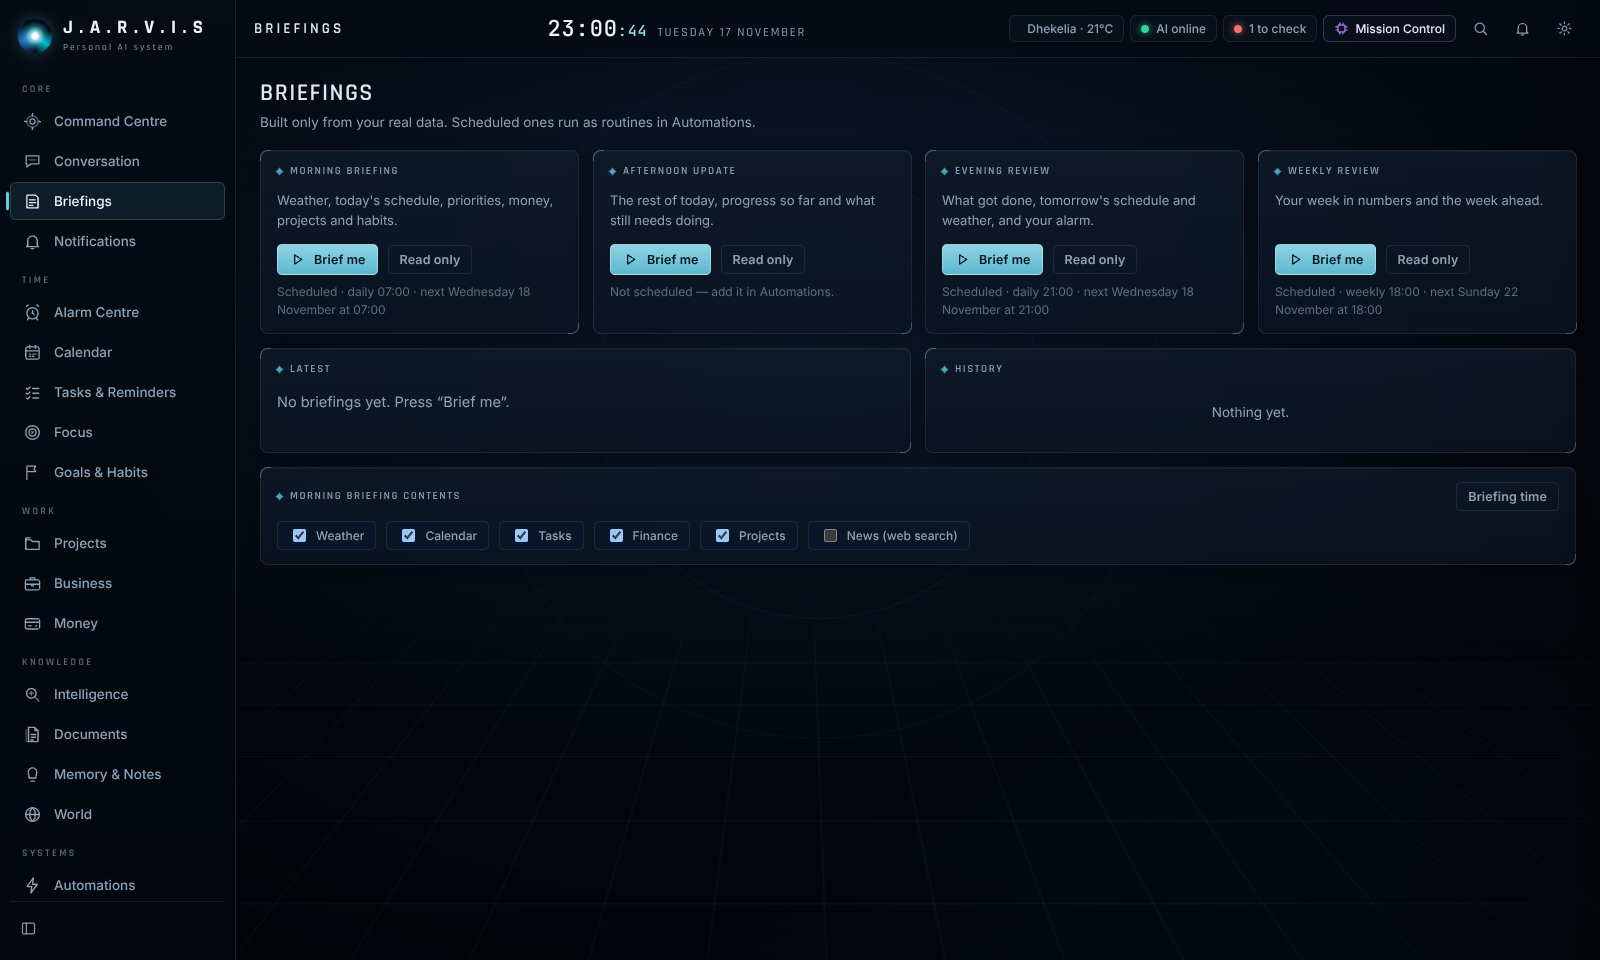 J.A.R.V.I.S
Personal AI system
BRIEFINGS
23:00:44 TUESDAY 17 NOVEMBER
Dhekelia · 21°C
AI online
1 to check
Mission Control
CORE
Command Centre
Conversation
Briefings
Notifications
TIME
Alarm Centre
Calendar
Tasks & Reminders
Focus
Goals & Habits
WORK
Projects
Business
Money
KNOWLEDGE
Intelligence
Documents
Memory & Notes
World
SYSTEMS
Automations
BRIEFINGS
Built only from your real data. Scheduled ones run as routines in Automations.
MORNING BRIEFING
Weather, today's schedule, priorities, money,
projects and habits.
Brief me
Read only
Scheduled · daily 07:00 · next Wednesday 18
November at 07:00
AFTERNOON UPDATE
The rest of today, progress so far and what
still needs doing.
Brief me
Read only
Not scheduled — add it in Automations.
EVENING REVIEW
What got done, tomorrow's schedule and
weather, and your alarm.
Brief me
Read only
Scheduled · daily 21:00 · next Wednesday 18
November at 21:00
WEEKLY REVIEW
Your week in numbers and the week ahead.
Brief me
Read only
Scheduled · weekly 18:00 · next Sunday 22
November at 18:00
LATEST
No briefings yet. Press “Brief me”.
HISTORY
Nothing yet.
MORNING BRIEFING CONTENTS
Briefing time
Weather
Calendar
Tasks
Finance
Projects
News (web search)